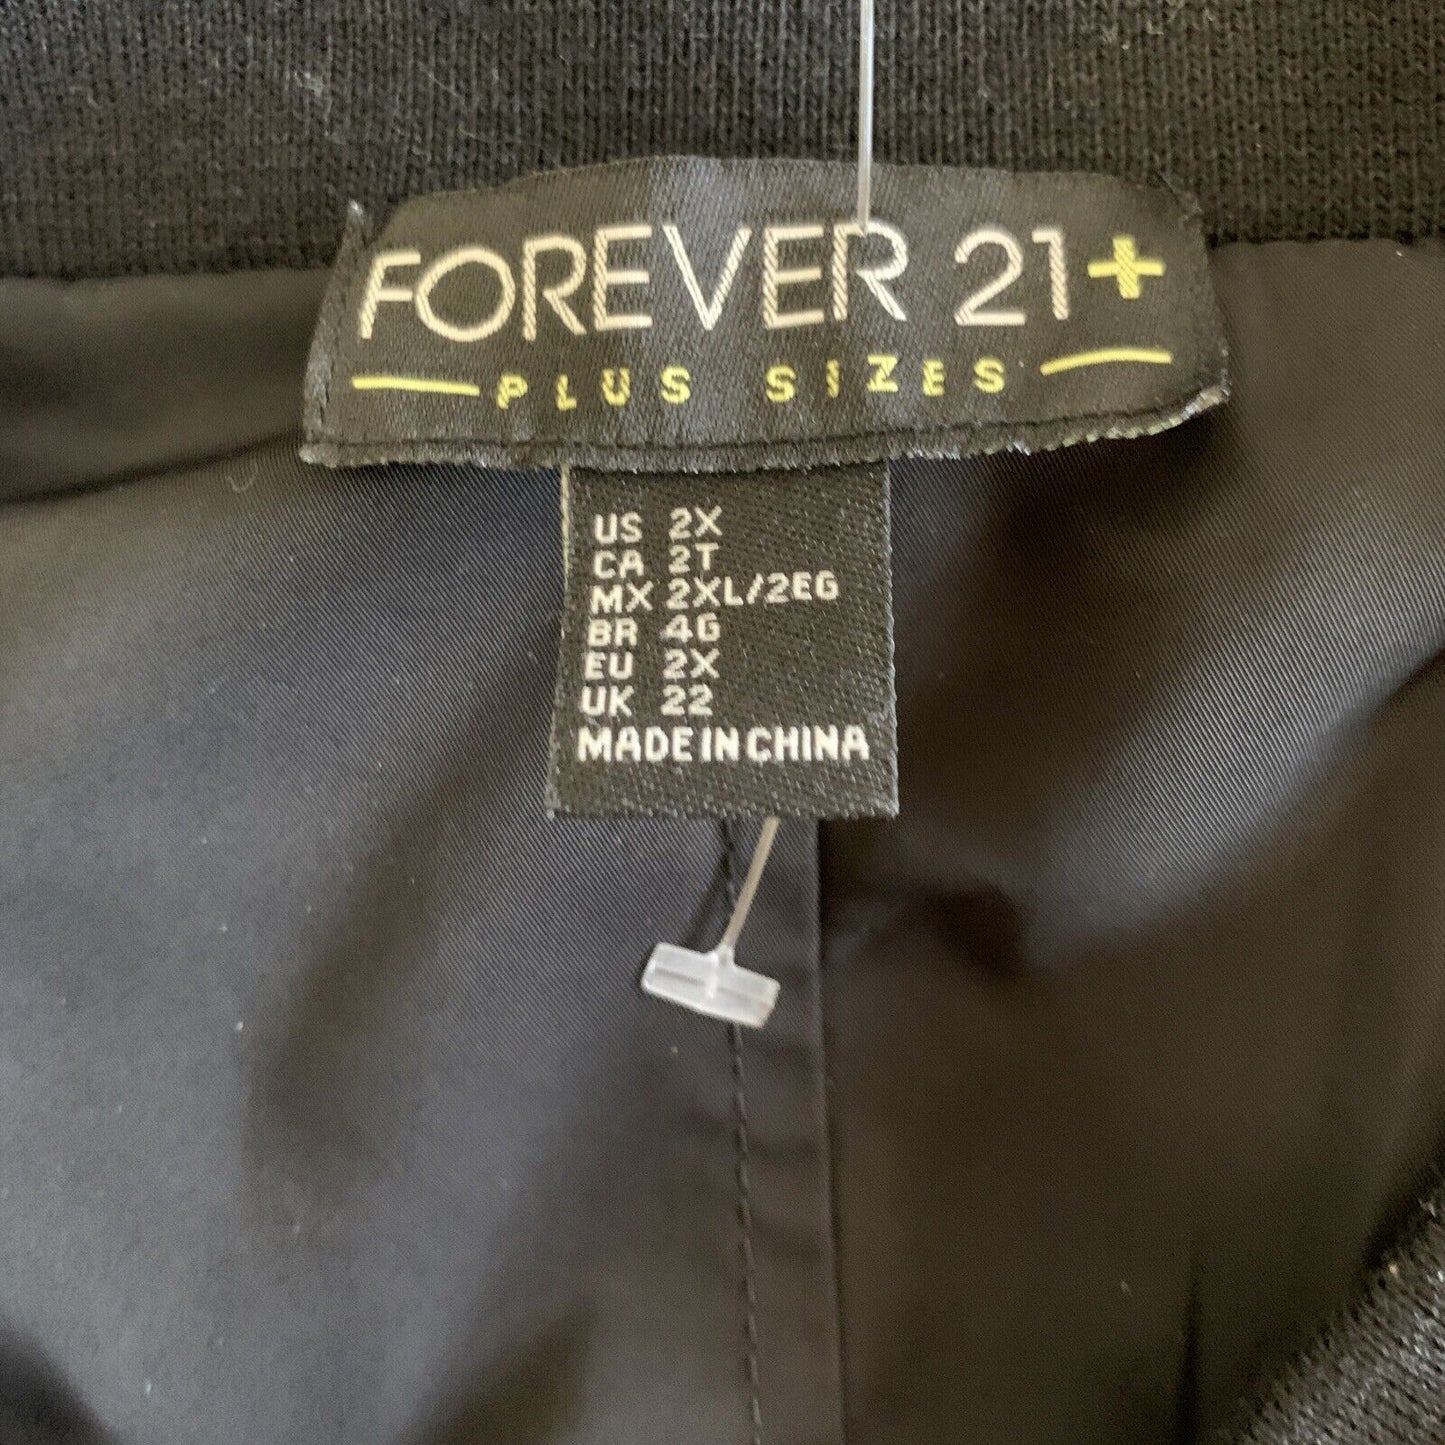 FOREVER 21+
PLUS SIZES
US 2X
CA 2T
MX 2XL/2EG
BR 4G
EU 2X
UK 22
MADE IN CHINA